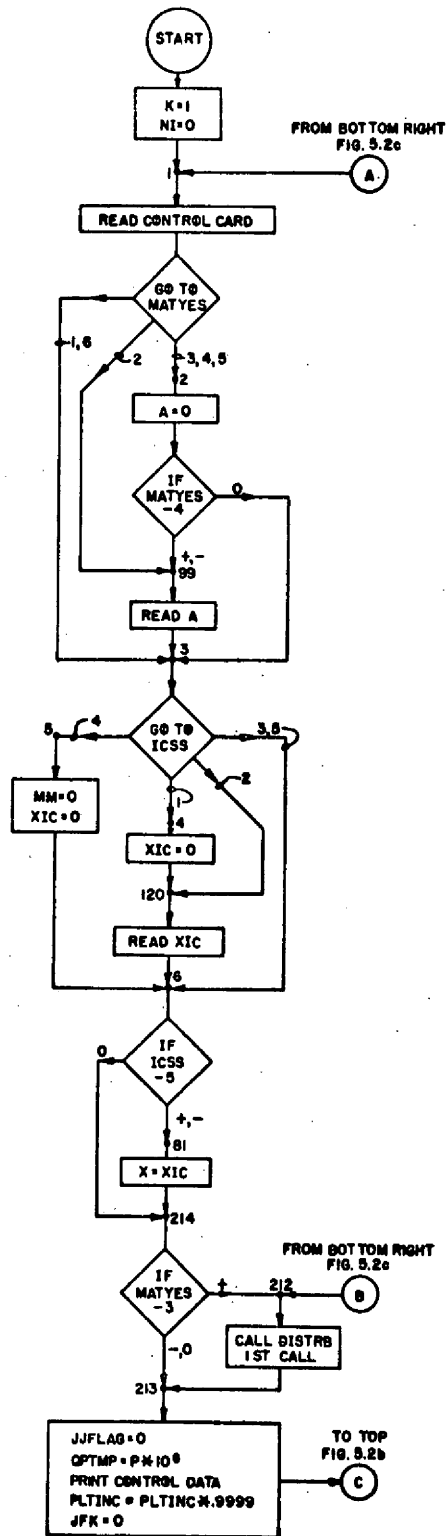 START
K=1
NI=0
FROM BOTTOM RIGHT
FIG. 5.2c
1
A
READ CONTROL CARD
GO TO
MATYES
1,6
2
3,4,5
2
A=0
IF
MATYES
-4
0
+,-
99
READ A
3
GO TO
ICSS
5
4
3,5
2
MM=0
XIC=0
1
4
XIC=0
120
READ XIC
6
IF
ICSS
-5
0
+,-
81
X=XIC
214
FROM BOTTOM RIGHT
FIG. 5.2c
IF
MATYES
-3
+
212
B
CALL DISTRB
1ST CALL
-,0
213
JJFLAG=0
OPTMP=P*10⁶
PRINT CONTROL DATA
PLTINC = PLTINC*.9999
JFK=0
TO TOP
FIG. 5.2b
C